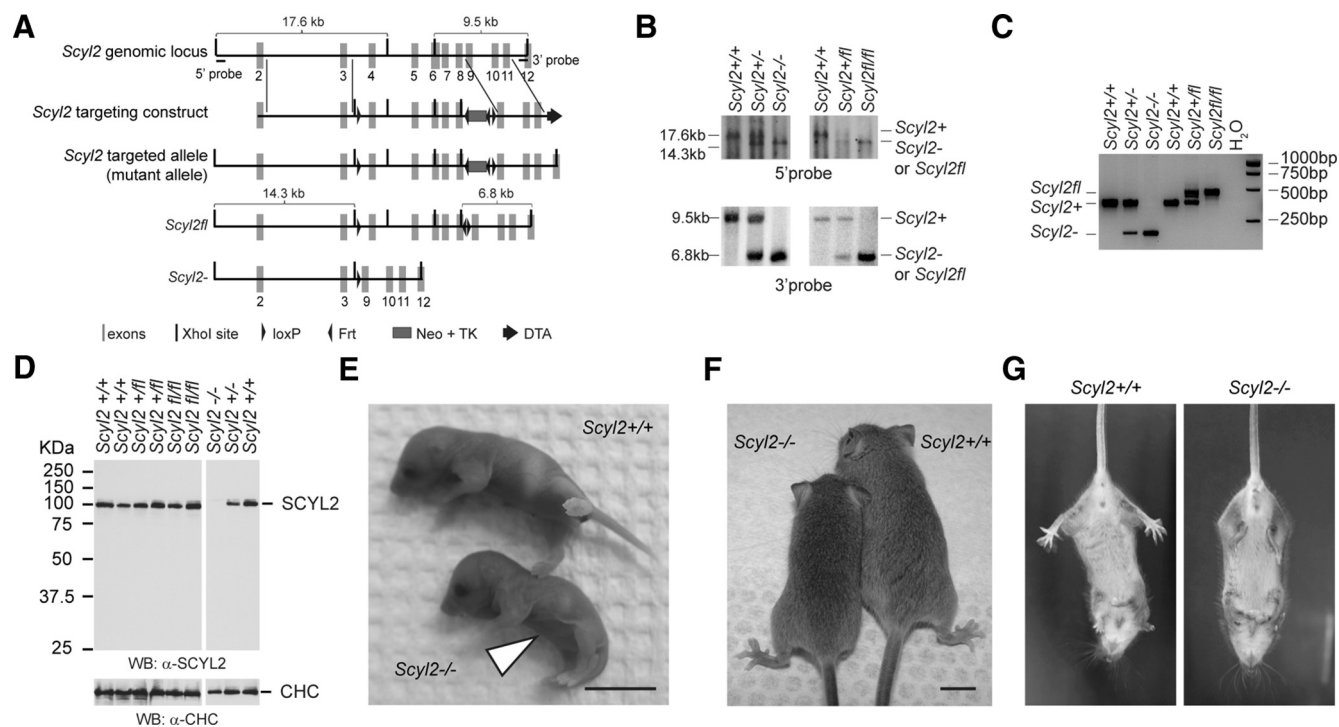 A
17.6 kb
9.5 kb
Scyl2 genomic locus
5' probe
3' probe
2 3 4 5 6 7 8 9 10 11 12
Scyl2 targeting construct
Scyl2 targeted allele
(mutant allele)
14.3 kb
6.8 kb
Scyl2fl
Scyl2-
2 3 9 10 11 12
exons XhoI site loxP Frt Neo + TK DTA
B
Scyl2+/+ Scyl2+/- Scyl2-/- Scyl2+/+ Scyl2+/fl Scyl2fl/fl
17.6kb
14.3kb
Scyl2+
Scyl2-
or Scyl2fl
5'probe
9.5kb
6.8kb
Scyl2+
Scyl2-
or Scyl2fl
3'probe
C
Scyl2+/+ Scyl2+/- Scyl2-/- Scyl2+/+ Scyl2+/fl Scyl2fl/fl H2O
Scyl2fl
Scyl2+
Scyl2-
1000bp
750bp
500bp
250bp
D
Scyl2 +/+ Scyl2 +/+ Scyl2 +/fl Scyl2 +/fl Scyl2 fl/fl Scyl2 fl/fl Scyl2 -/- Scyl2 +/- Scyl2 +/+
KDa
250
150
100
75
50
37.5
25
SCYL2
WB: α-SCYL2
CHC
WB: α-CHC
E
Scyl2+/+
Scyl2-/-
F
Scyl2-/-
Scyl2+/+
G
Scyl2+/+
Scyl2-/-